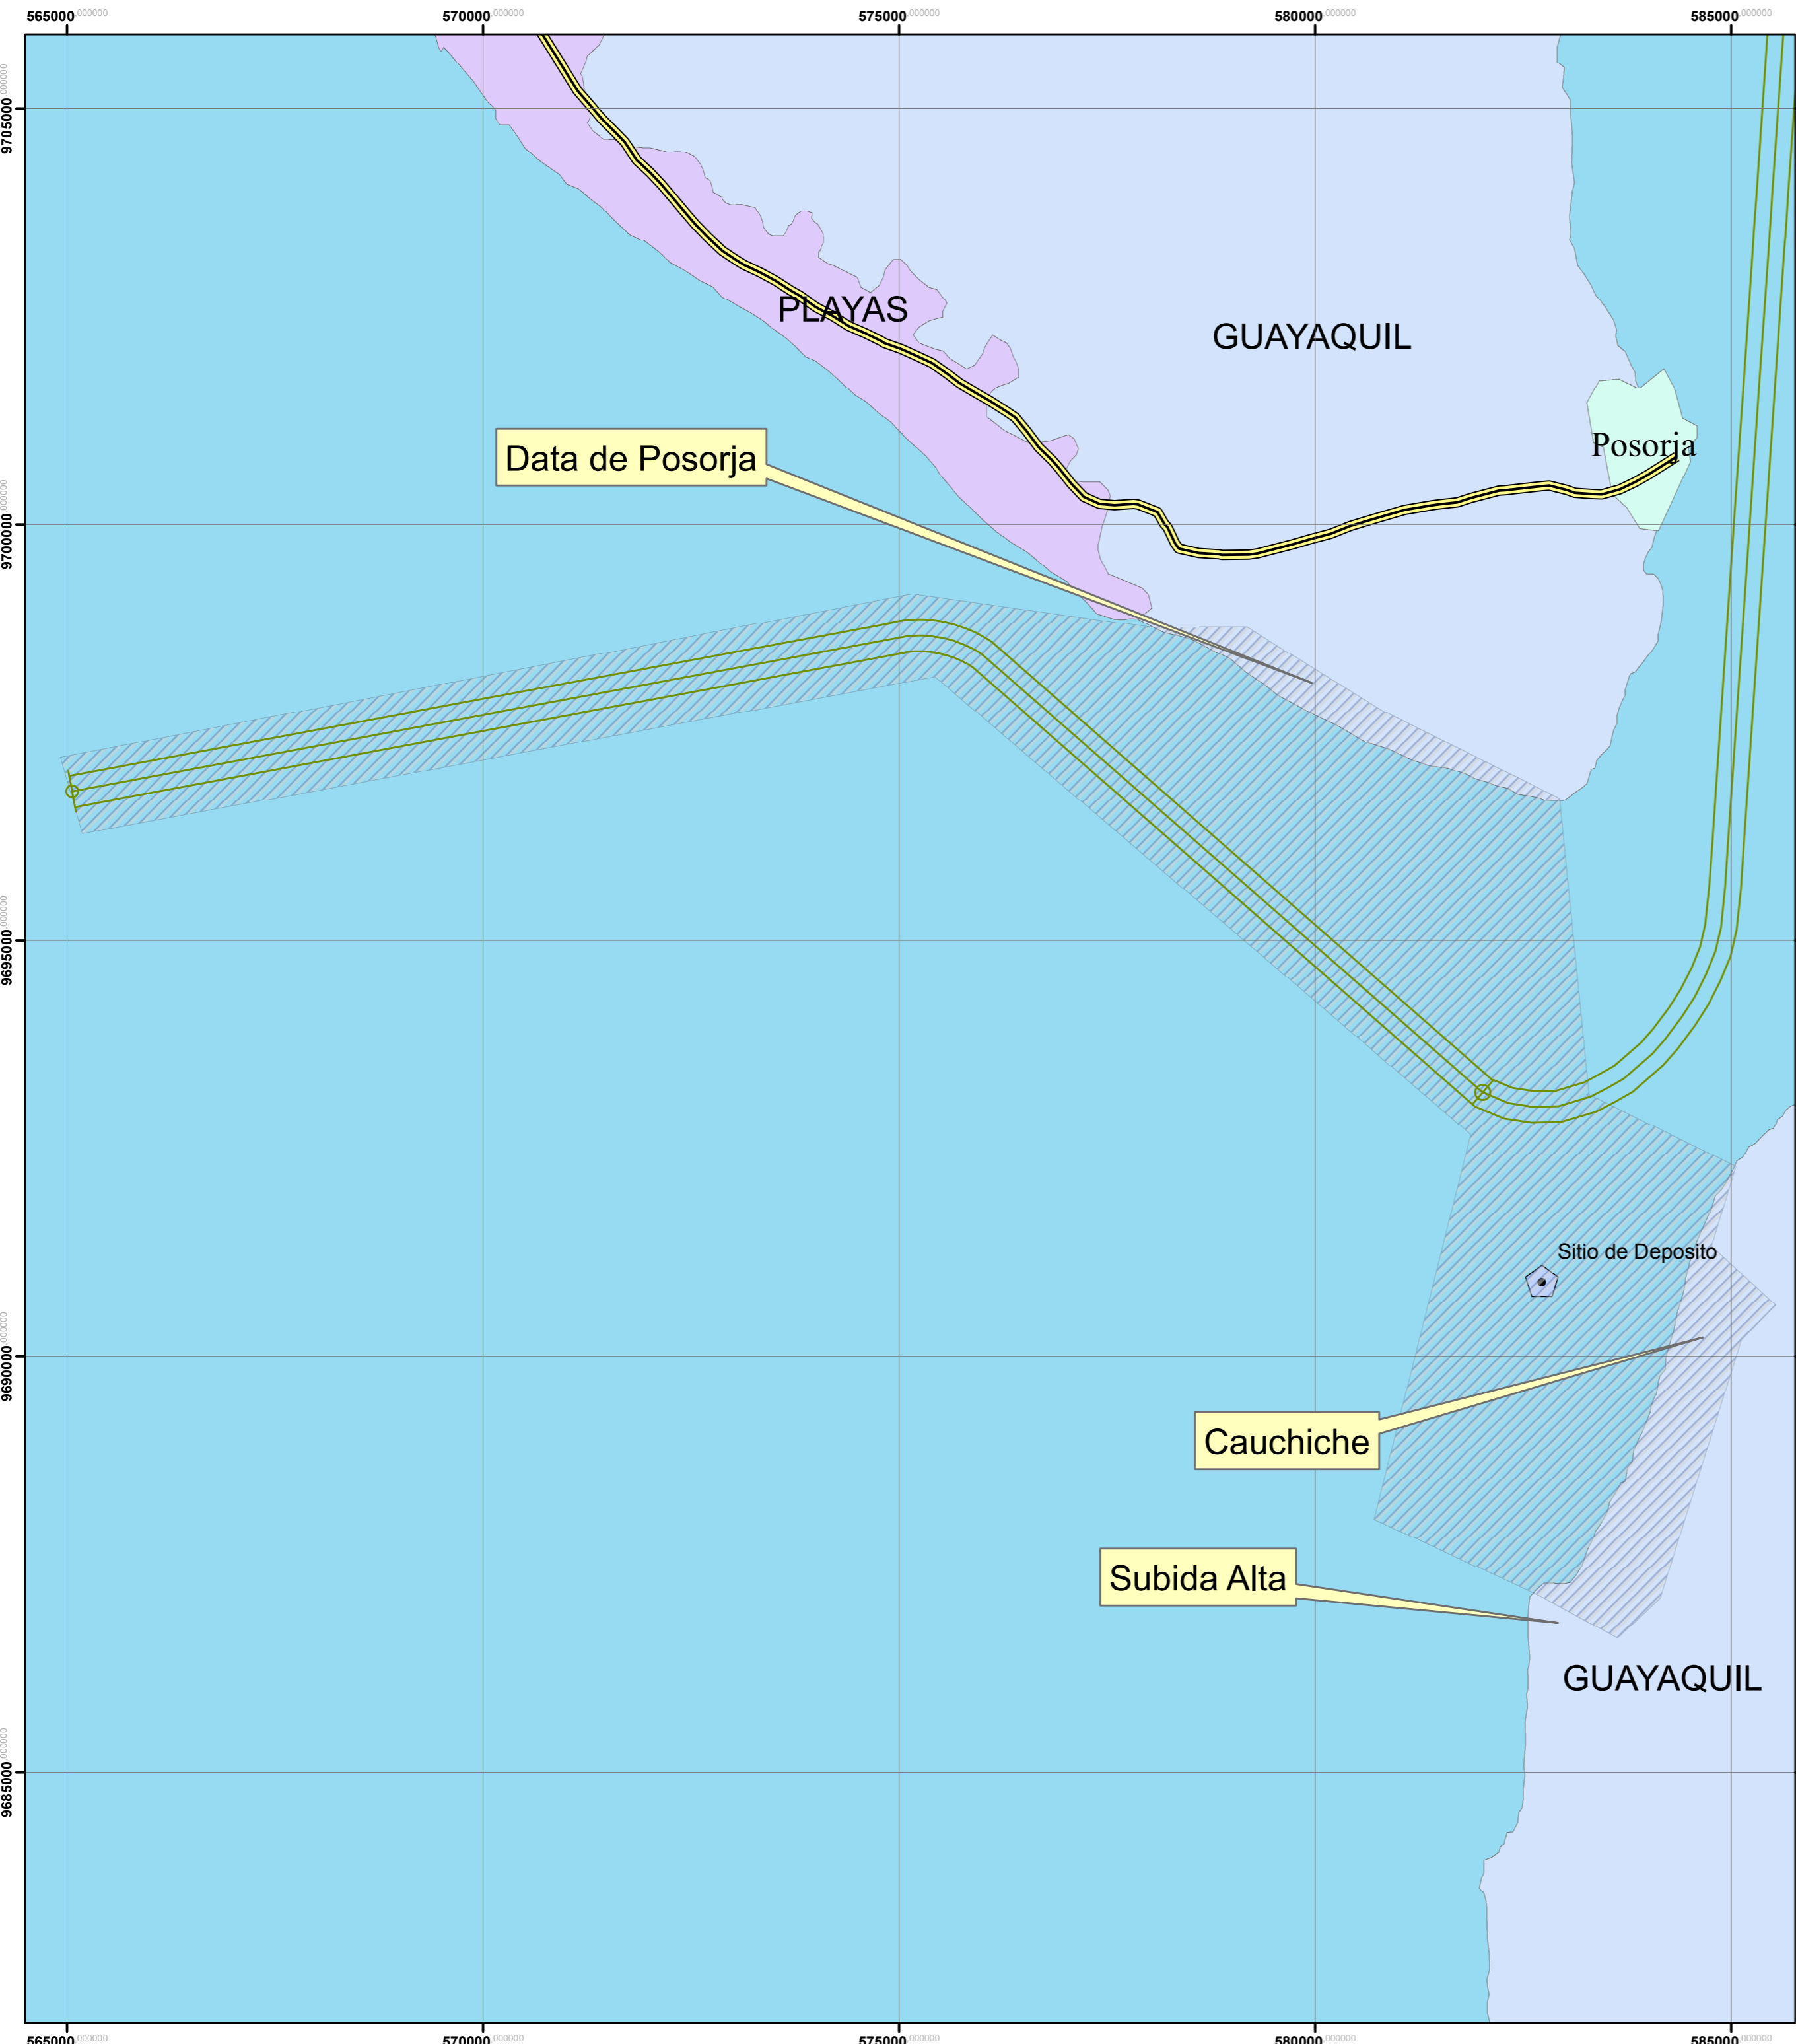 565000.000000 570000.000000 575000.000000 580000.000000 585000.000000
9705000.000000
PLAYAS
GUAYAQUIL
Posorja
Data de Posorja
9700000.000000
9695000.000000
Sitio de Deposito
9690000.000000
Cauchiche
Subida Alta
GUAYAQUIL
9685000.000000
565000.000000 570000.000000 575000.000000 580000.000000 585000.000000